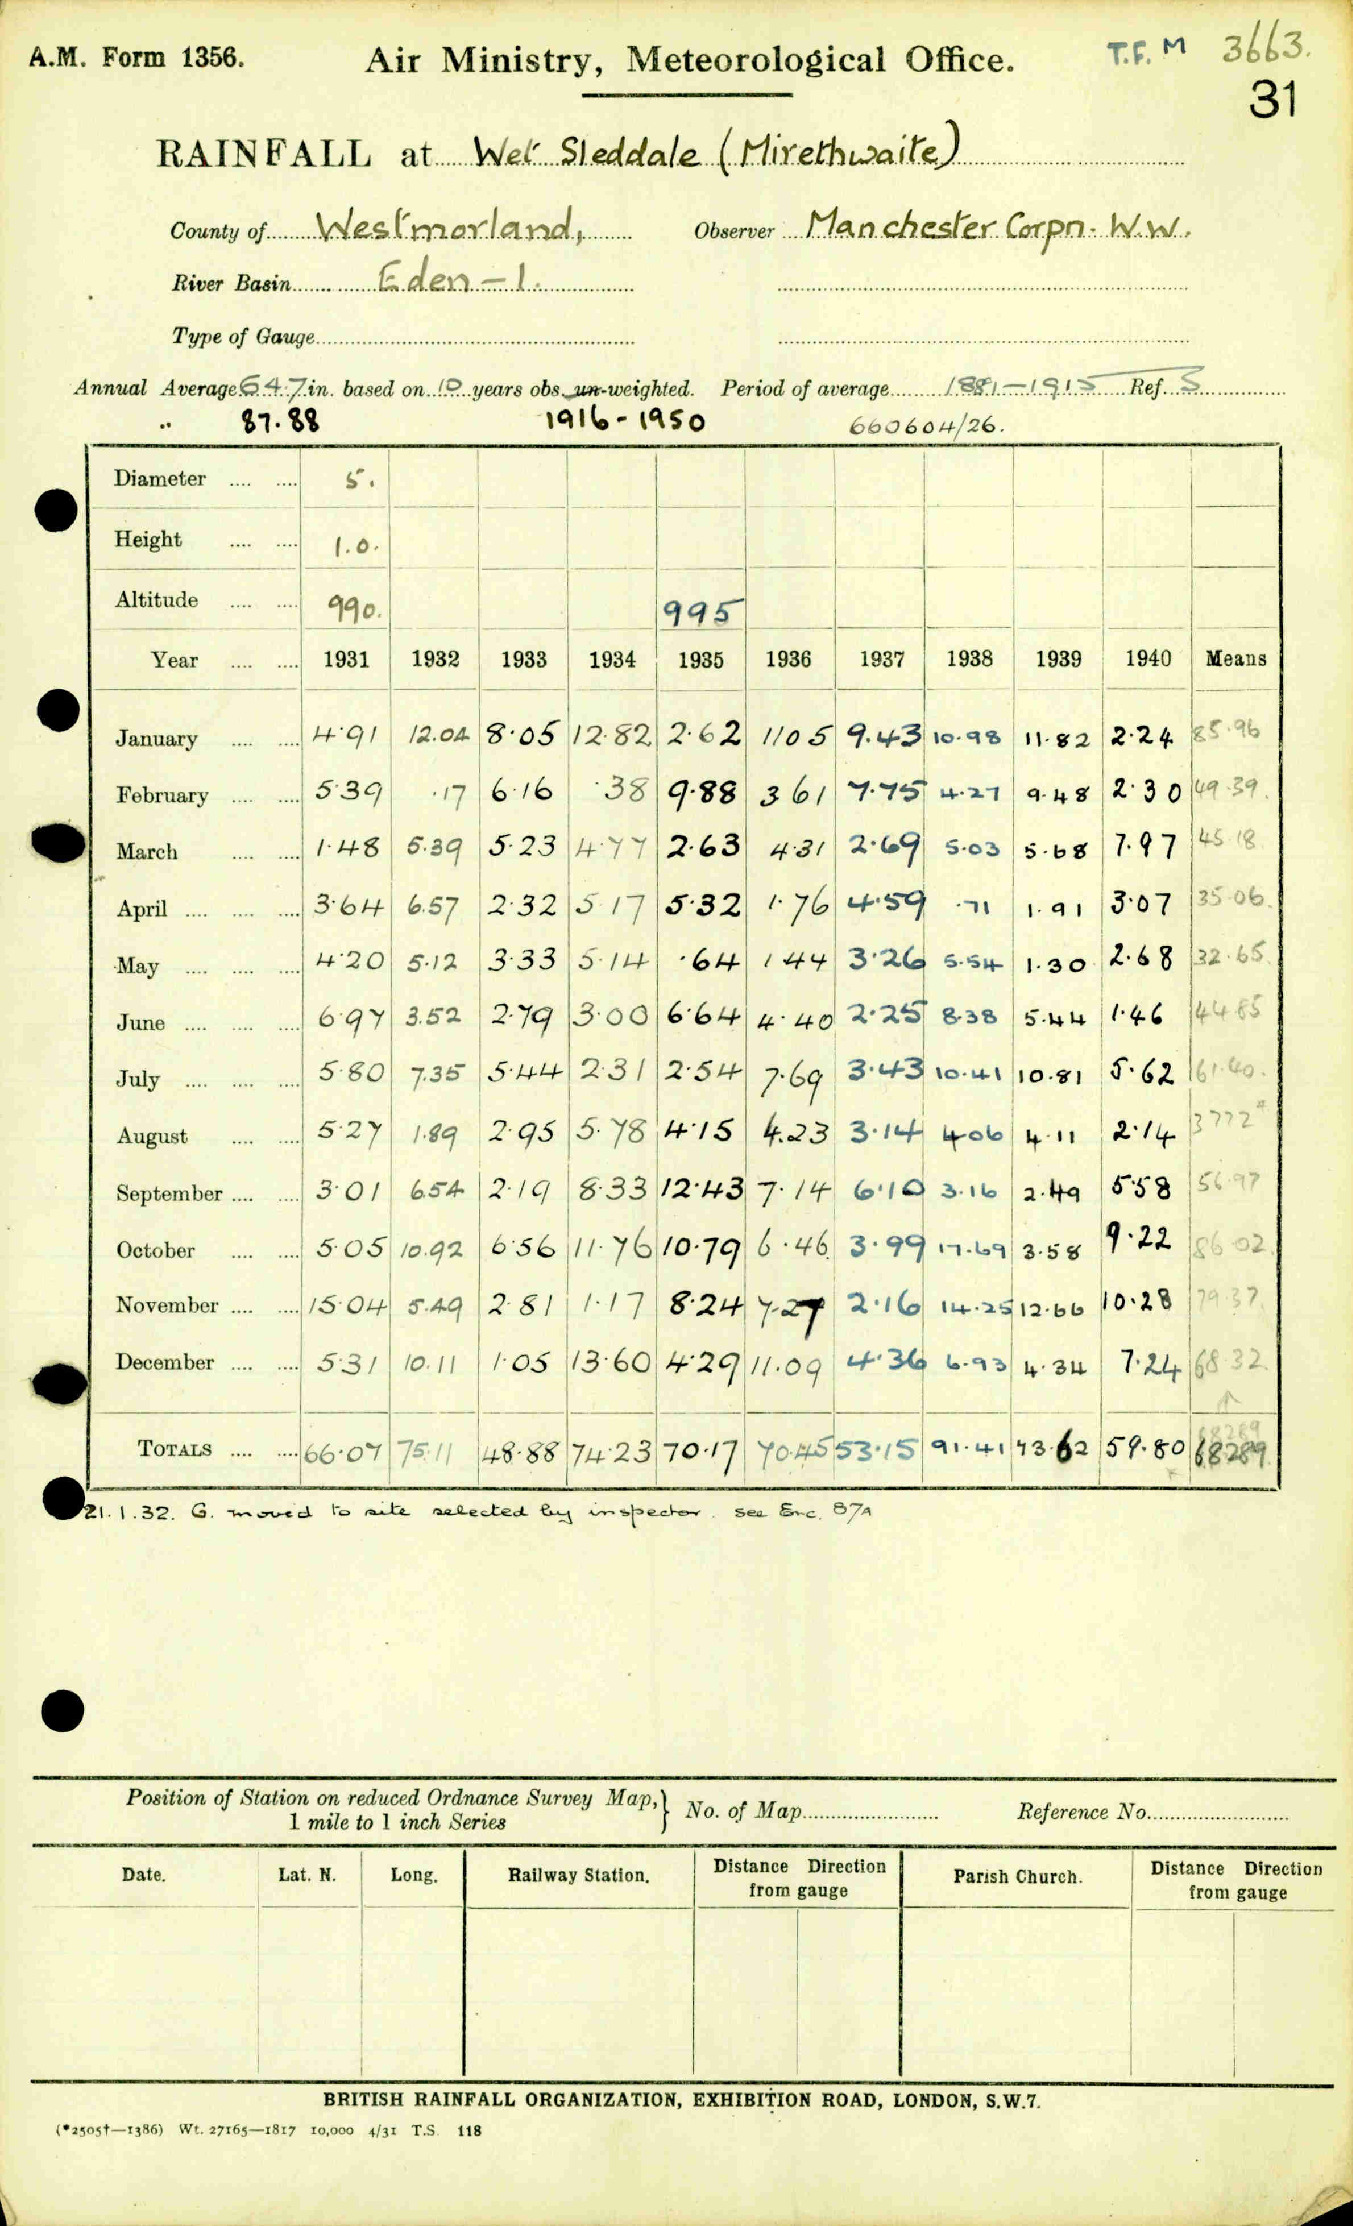 A.M. Form 1356. Air Ministry, Meteorological Office. T.F. M 3663.
31
RAINFALL at Wet Sleddale (Mirethwaite)
County of Westmorland, Observer Manchester Corpn. W.W.
River Basin Eden - 1.
Type of Gauge
Annual Average 64.7 in. based on 10 years obs. un-weighted. Period of average 1881-1915 Ref. S
" 87.88 1916-1950 660604/26.
Diameter 5.
Height 1.0.
Altitude 990. 995
Year 1931 1932 1933 1934 1935 1936 1937 1938 1939 1940 Means
January 4.91 12.04 8.05 12.82 2.62 11.05 9.43 10.98 11.82 2.24 85.96
February 5.39 .17 6.16 .38 9.88 3.61 7.75 4.27 9.48 2.30 49.39
March 1.48 5.39 5.23 4.77 2.63 4.31 2.69 5.03 5.68 7.97 45.18
April 3.64 6.57 2.32 5.17 5.32 1.76 4.59 .71 1.91 3.07 35.06
May 4.20 5.12 3.33 5.14 .64 1.44 3.26 5.54 1.30 2.68 32.65
June 6.97 3.52 2.79 3.00 6.64 4.40 2.25 8.38 5.44 1.46 44.85
July 5.80 7.35 5.44 2.31 2.54 7.69 3.43 10.41 10.81 5.62 61.40
August 5.27 1.89 2.95 5.78 4.15 4.23 3.14 4.06 4.11 2.14 37.72
September 3.01 6.54 2.19 8.33 12.43 7.14 6.10 3.16 2.49 5.58 56.97
October 5.05 10.92 6.56 11.76 10.79 6.46 3.99 17.69 3.58 9.22 86.02
November 15.04 5.49 2.81 1.17 8.24 7.27 2.16 14.25 12.66 10.28 79.37
December 5.31 10.11 1.05 13.60 4.29 11.09 4.36 6.93 4.34 7.24 68.32
TOTALS 66.07 75.11 48.88 74.23 70.17 70.45 53.15 91.41 73.62 59.80 682.89
21.1.32. G. moved to site selected by inspector. see Enc. 87A
Position of Station on reduced Ordnance Survey Map, } No. of Map Reference No.
1 mile to 1 inch Series
Date. Lat. N. Long. Railway Station. Distance Direction from gauge Parish Church. Distance Direction from gauge
BRITISH RAINFALL ORGANIZATION, EXHIBITION ROAD, LONDON, S.W.7.
(*2505†—1386) Wt. 27165—1817 10,000 4/31 T.S. 118